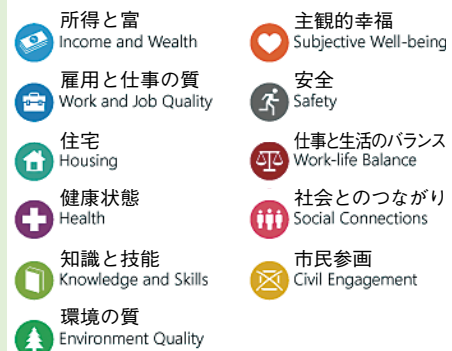 所得と富
Income and Wealth
雇用と仕事の質
Work and Job Quality
住宅
Housing
健康状態
Health
知識と技能
Knowledge and Skills
環境の質
Environment Quality
主観的幸福
Subjective Well-being
安全
Safety
仕事と生活のバランス
Work-life Balance
社会とのつながり
Social Connections
市民参画
Civil Engagement